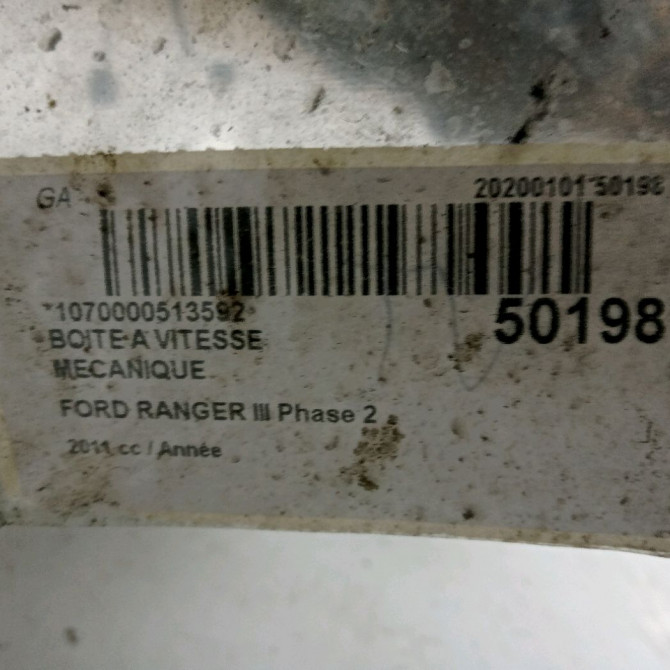 GA
20200101*50198
*1070000513592*
50198
BOITE A VITESSE
MECANIQUE
FORD RANGER III Phase 2
2011 cc / Année